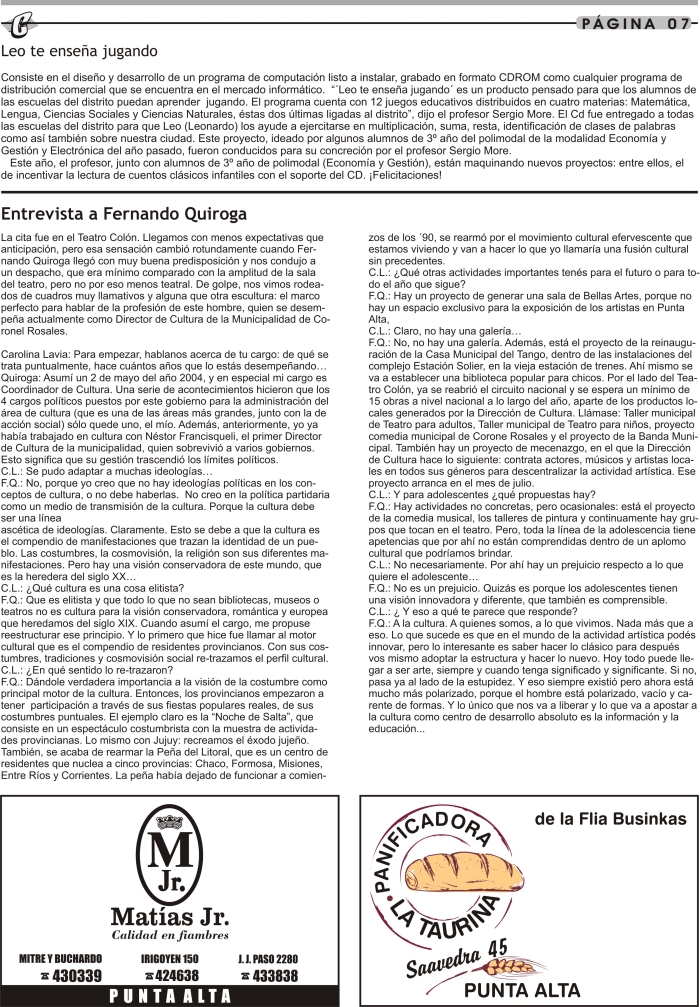 C
PÁGINA 07
Leo te enseña jugando
Consiste en el diseño y desarrollo de un programa de computación listo a instalar, grabado en formato CDROM como cualquier programa de
distribución comercial que se encuentra en el mercado informático.  “´Leo te enseña jugando´ es un producto pensado para que los alumnos de
las escuelas del distrito puedan aprender  jugando. El programa cuenta con 12 juegos educativos distribuidos en cuatro materias: Matemática,
Lengua, Ciencias Sociales y Ciencias Naturales, éstas dos últimas ligadas al distrito”, dijo el profesor Sergio More. El Cd fue entregado a todas
las escuelas del distrito para que Leo (Leonardo) los ayude a ejercitarse en multiplicación, suma, resta, identificación de clases de palabras
como así también sobre nuestra ciudad. Este proyecto, ideado por algunos alumnos de 3º año del polimodal de la modalidad Economía y
Gestión y Electrónica del año pasado, fueron conducidos para su concreción por el profesor Sergio More.
Este año, el profesor, junto con alumnos de 3º año de polimodal (Economía y Gestión), están maquinando nuevos proyectos: entre ellos, el
de incentivar la lectura de cuentos clásicos infantiles con el soporte del CD. ¡Felicitaciones!
Entrevista a Fernando Quiroga
La cita fue en el Teatro Colón. Llegamos con menos expectativas que
anticipación, pero esa sensación cambió rotundamente cuando Fer-
nando Quiroga llegó con muy buena predisposición y nos condujo a
un despacho, que era mínimo comparado con la amplitud de la sala
del teatro, pero no por eso menos teatral. De golpe, nos vimos rodea-
dos de cuadros muy llamativos y alguna que otra escultura: el marco
perfecto para hablar de la profesión de este hombre, quien se desem-
peña actualmente como Director de Cultura de la Municipalidad de Co-
ronel Rosales.
Carolina Lavia: Para empezar, hablanos acerca de tu cargo: de qué se
trata puntualmente, hace cuántos años que lo estás desempeñando…
Quiroga: Asumí un 2 de mayo del año 2004, y en especial mi cargo es
Coordinador de Cultura. Una serie de acontecimientos hicieron que los
4 cargos políticos puestos por este gobierno para la administración del
área de cultura (que es una de las áreas más grandes, junto con la de
acción social) sólo quede uno, el mío. Además, anteriormente, yo ya
había trabajado en cultura con Néstor Francisqueli, el primer Director
de Cultura de la municipalidad, quien sobrevivió a varios gobiernos.
Esto significa que su gestión trascendió los límites políticos.
C.L.: Se pudo adaptar a muchas ideologías…
F.Q.: No, porque yo creo que no hay ideologías políticas en los con-
ceptos de cultura, o no debe haberlas.  No creo en la política partidaria
como un medio de transmisión de la cultura. Porque la cultura debe
ser una línea
ascética de ideologías. Claramente. Esto se debe a que la cultura es
el compendio de manifestaciones que trazan la identidad de un pue-
blo. Las costumbres, la cosmovisión, la religión son sus diferentes ma-
nifestaciones. Pero hay una visión conservadora de este mundo, que
es la heredera del siglo XX…
C.L.: ¿Qué cultura es una cosa elitista?
F.Q.: Que es elitista y que todo lo que no sean bibliotecas, museos o
teatros no es cultura para la visión conservadora, romántica y europea
que heredamos del siglo XIX. Cuando asumí el cargo, me propuse
reestructurar ese principio. Y lo primero que hice fue llamar al motor
cultural que es el compendio de residentes provincianos. Con sus cos-
tumbres, tradiciones y cosmovisión social re-trazamos el perfil cultural.
C.L.: ¿En qué sentido lo re-trazaron?
F.Q.: Dándole verdadera importancia a la visión de la costumbre como
principal motor de la cultura. Entonces, los provincianos empezaron a
tener  participación a través de sus fiestas populares reales, de sus
costumbres puntuales. El ejemplo claro es la “Noche de Salta”, que
consiste en un espectáculo costumbrista con la muestra de activida-
des provincianas. Lo mismo con Jujuy: recreamos el éxodo jujeño.
También, se acaba de rearmar la Peña del Litoral, que es un centro de
residentes que nuclea a cinco provincias: Chaco, Formosa, Misiones,
Entre Ríos y Corrientes. La peña había dejado de funcionar a comien-
zos de los ´90, se rearmó por el movimiento cultural efervescente que
estamos viviendo y van a hacer lo que yo llamaría una fusión cultural
sin precedentes.
C.L.: ¿Qué otras actividades importantes tenés para el futuro o para to-
do el año que sigue?
F.Q.: Hay un proyecto de generar una sala de Bellas Artes, porque no
hay un espacio exclusivo para la exposición de los artistas en Punta
Alta,
C.L.: Claro, no hay una galería…
F.Q.: No, no hay una galería. Además, está el proyecto de la reinaugu-
ración de la Casa Municipal del Tango, dentro de las instalaciones del
complejo Estación Solier, en la vieja estación de trenes. Ahí mismo se
va a establecer una biblioteca popular para chicos. Por el lado del Tea-
tro Colón, ya se reabrió el circuito nacional y se espera un mínimo de
15 obras a nivel nacional a lo largo del año, aparte de los productos lo-
cales generados por la Dirección de Cultura. Llámase: Taller municipal
de Teatro para adultos, Taller municipal de Teatro para niños, proyecto
comedia municipal de Corone Rosales y el proyecto de la Banda Muni-
cipal. También hay un proyecto de mecenazgo, en el que la Dirección
de Cultura hace lo siguiente: contrata actores, músicos y artistas loca-
les en todos sus géneros para descentralizar la actividad artística. Ese
proyecto arranca en el mes de julio.
C.L.: Y para adolescentes ¿qué propuestas hay?
F.Q.: Hay actividades no concretas, pero ocasionales: está el proyecto
de la comedia musical, los talleres de pintura y continuamente hay gru-
pos que tocan en el teatro. Pero, toda la línea de la adolescencia tiene
apetencias que por ahí no están comprendidas dentro de un aplomo
cultural que podríamos brindar.
C.L.: No necesariamente. Por ahí hay un prejuicio respecto a lo que
quiere el adolescente…
F.Q.: No es un prejuicio. Quizás es porque los adolescentes tienen
una visión innovadora y diferente, que también es comprensible.
C.L.: ¿ Y eso a qué te parece que responde?
F.Q.: A la cultura. A quienes somos, a lo que vivimos. Nada más que a
eso. Lo que sucede es que en el mundo de la actividad artística podés
innovar, pero lo interesante es saber hacer lo clásico para después
vos mismo adoptar la estructura y hacer lo nuevo. Hoy todo puede lle-
gar a ser arte, siempre y cuando tenga significado y significante. Si no,
pasa ya al lado de la estupidez. Y eso siempre existió pero ahora está
mucho más polarizado, porque el hombre está polarizado, vacío y ca-
rente de formas. Y lo único que nos va a liberar y lo que va a apostar a
la cultura como centro de desarrollo absoluto es la información y la
educación...
M
Jr.
Matías Jr.
Calidad en fiambres
MITRE Y BUCHARDO IRIGOYEN 150 J. J. PASO 2280
☎ 430339 ☎ 424638 ☎ 433838
PUNTA ALTA
de la Flia Businkas
PANIFICADORA
LA TAURINA
Saavedra 45
PUNTA ALTA